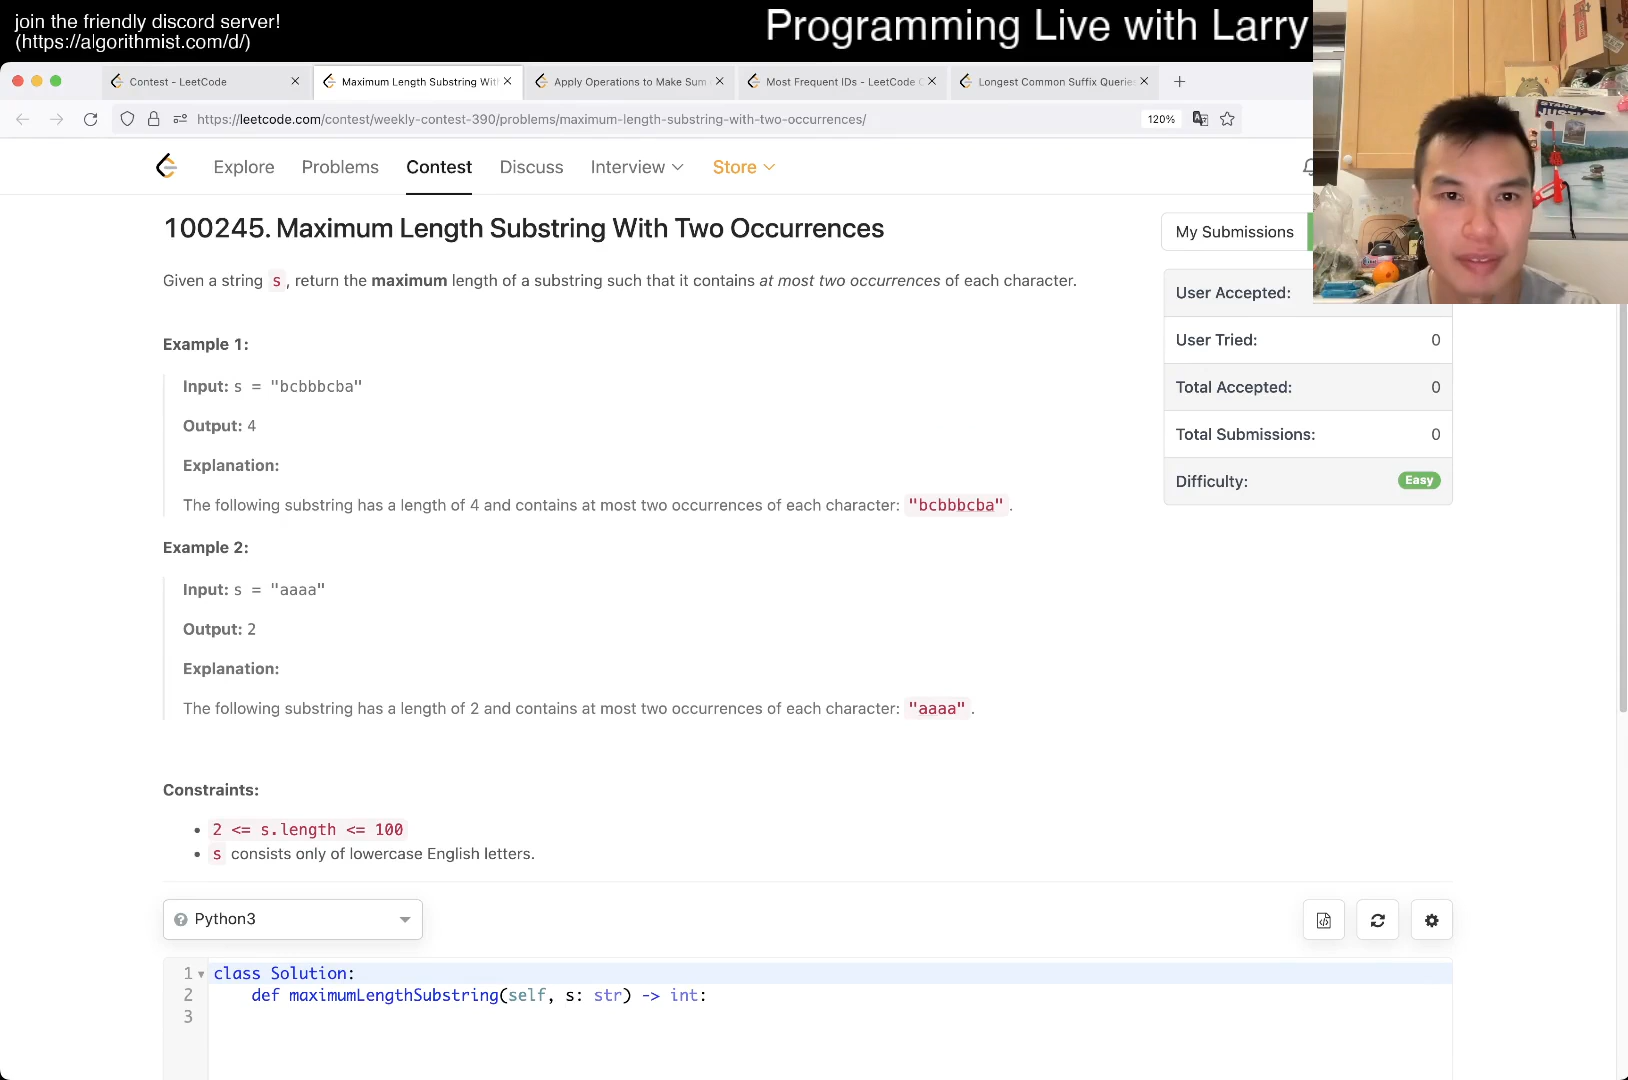 join the friendly discord server!
(https://algorithmist.com/d/)
Programming Live with Larry
Contest - LeetCode
Maximum Length Substring Wit
Apply Operations to Make Sum
Most Frequent IDs - LeetCode C
Longest Common Suffix Querie
https://leetcode.com/contest/weekly-contest-390/problems/maximum-length-substring-with-two-occurrences/
120%
Explore
Problems
Contest
Discuss
Interview
Store
100245. Maximum Length Substring With Two Occurrences
My Submissions
Given a string s, return the maximum length of a substring such that it contains at most two occurrences of each character.
User Accepted:
User Tried: 0
Total Accepted: 0
Total Submissions: 0
Difficulty: Easy
Example 1:
Input: s = "bcbbbcba"
Output: 4
Explanation:
The following substring has a length of 4 and contains at most two occurrences of each character: "bcbbbcba".
Example 2:
Input: s = "aaaa"
Output: 2
Explanation:
The following substring has a length of 2 and contains at most two occurrences of each character: "aaaa".
Constraints:
2 <= s.length <= 100
s consists only of lowercase English letters.
Python3
1 class Solution:
2 def maximumLengthSubstring(self, s: str) -> int:
3